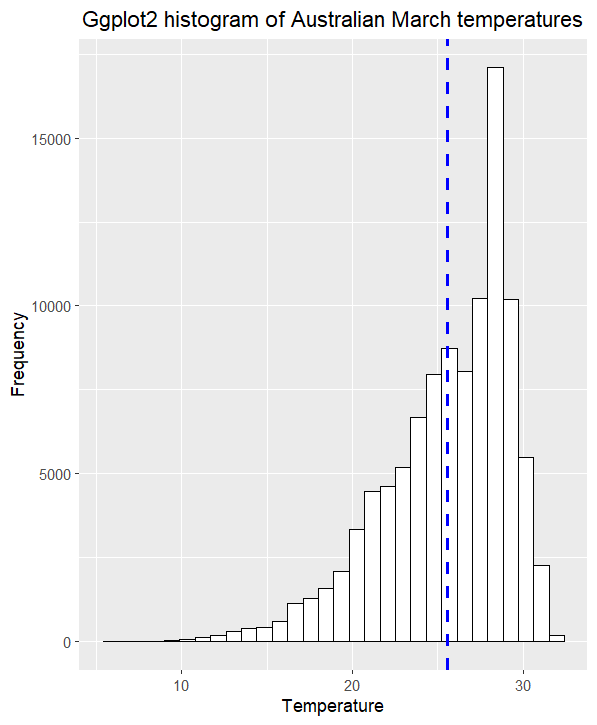 Ggplot2 histogram of Australian March temperatures
15000
10000
5000
0
Frequency
10 20 30
Temperature